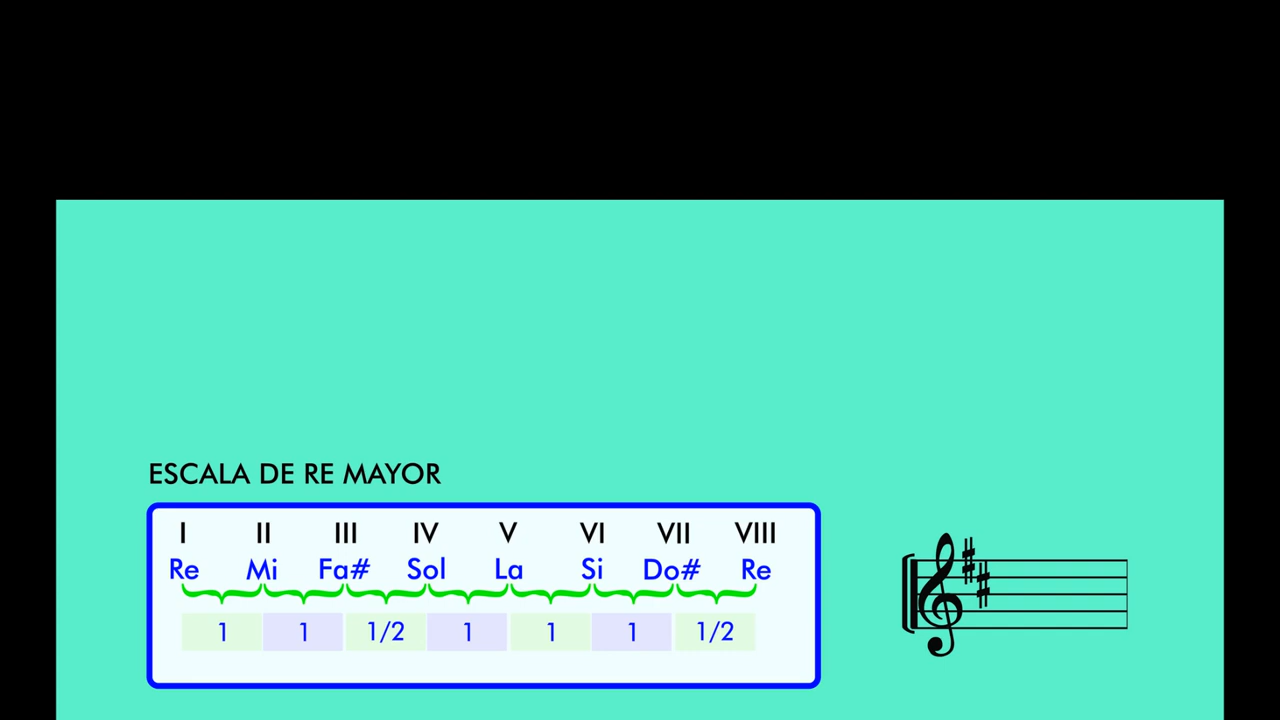 ESCALA DE RE MAYOR
I II III IV V VI VII VIII
Re Mi Fa# Sol La Si Do# Re
1 1 1/2 1 1 1 1/2